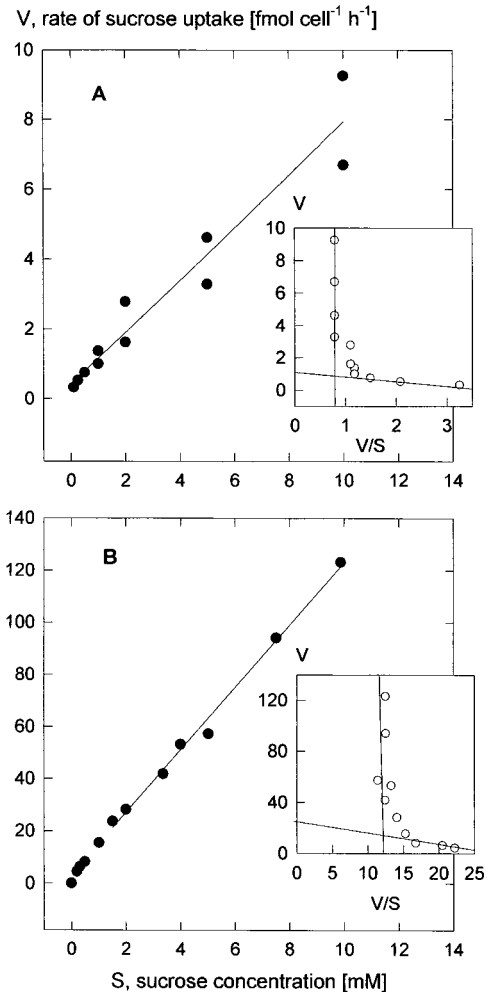 V, rate of sucrose uptake [fmol cell⁻¹ h⁻¹]
A
10
8
6
4
2
0
0 2 4 6 8 10 12 14
V
10
8
6
4
2
0
0 1 2 3
V/S
B
140
120
100
80
60
40
20
0
0 2 4 6 8 10 12 14
V
120
80
40
0
0 5 10 15 20 25
V/S
S, sucrose concentration [mM]